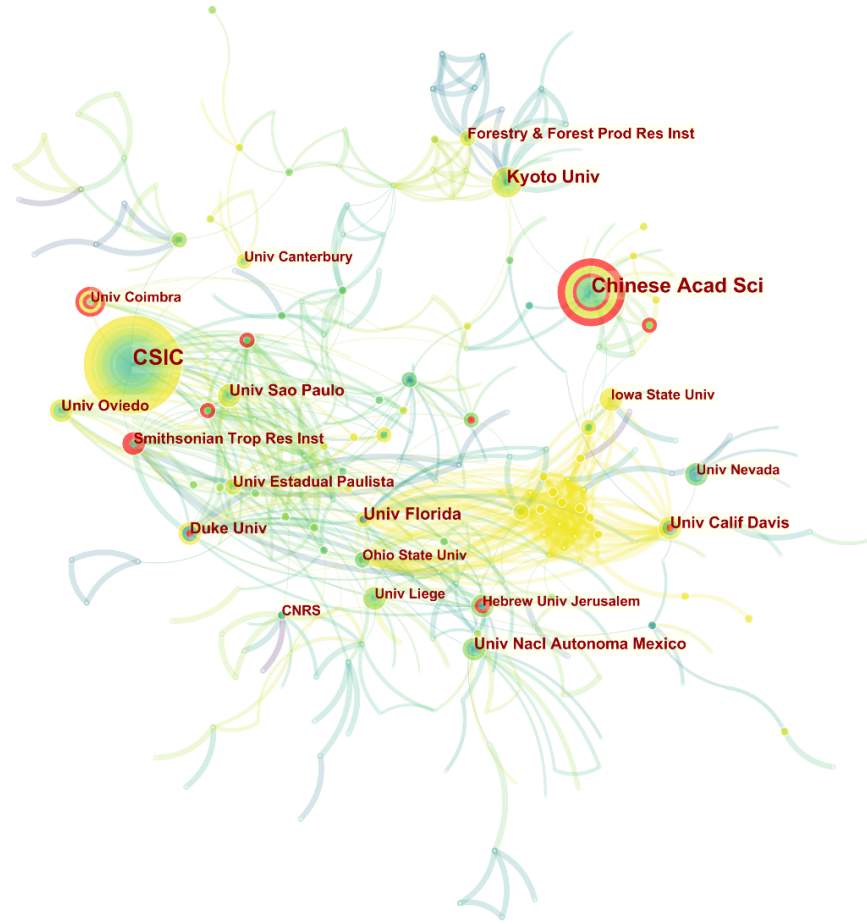 Forestry & Forest Prod Res Inst
Kyoto Univ
Univ Canterbury
Chinese Acad Sci
Univ Coimbra
CSIC
Univ Sao Paulo
Iowa State Univ
Univ Oviedo
Smithsonian Trop Res Inst
Univ Nevada
Univ Estadual Paulista
Univ Florida
Duke Univ
Univ Calif Davis
Ohio State Univ
Univ Liege
Hebrew Univ Jerusalem
CNRS
Univ Nacl Autonoma Mexico